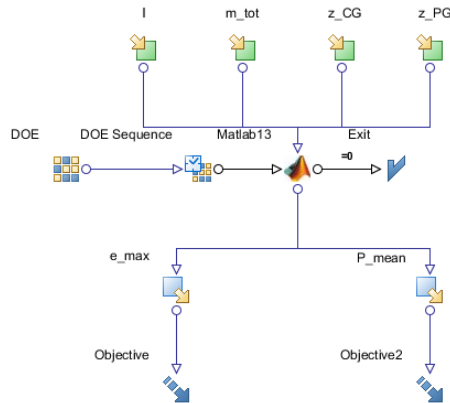 I m_tot z_CG z_PG
DOE DOE Sequence Matlab13 Exit
=0
e_max P_mean
Objective Objective2